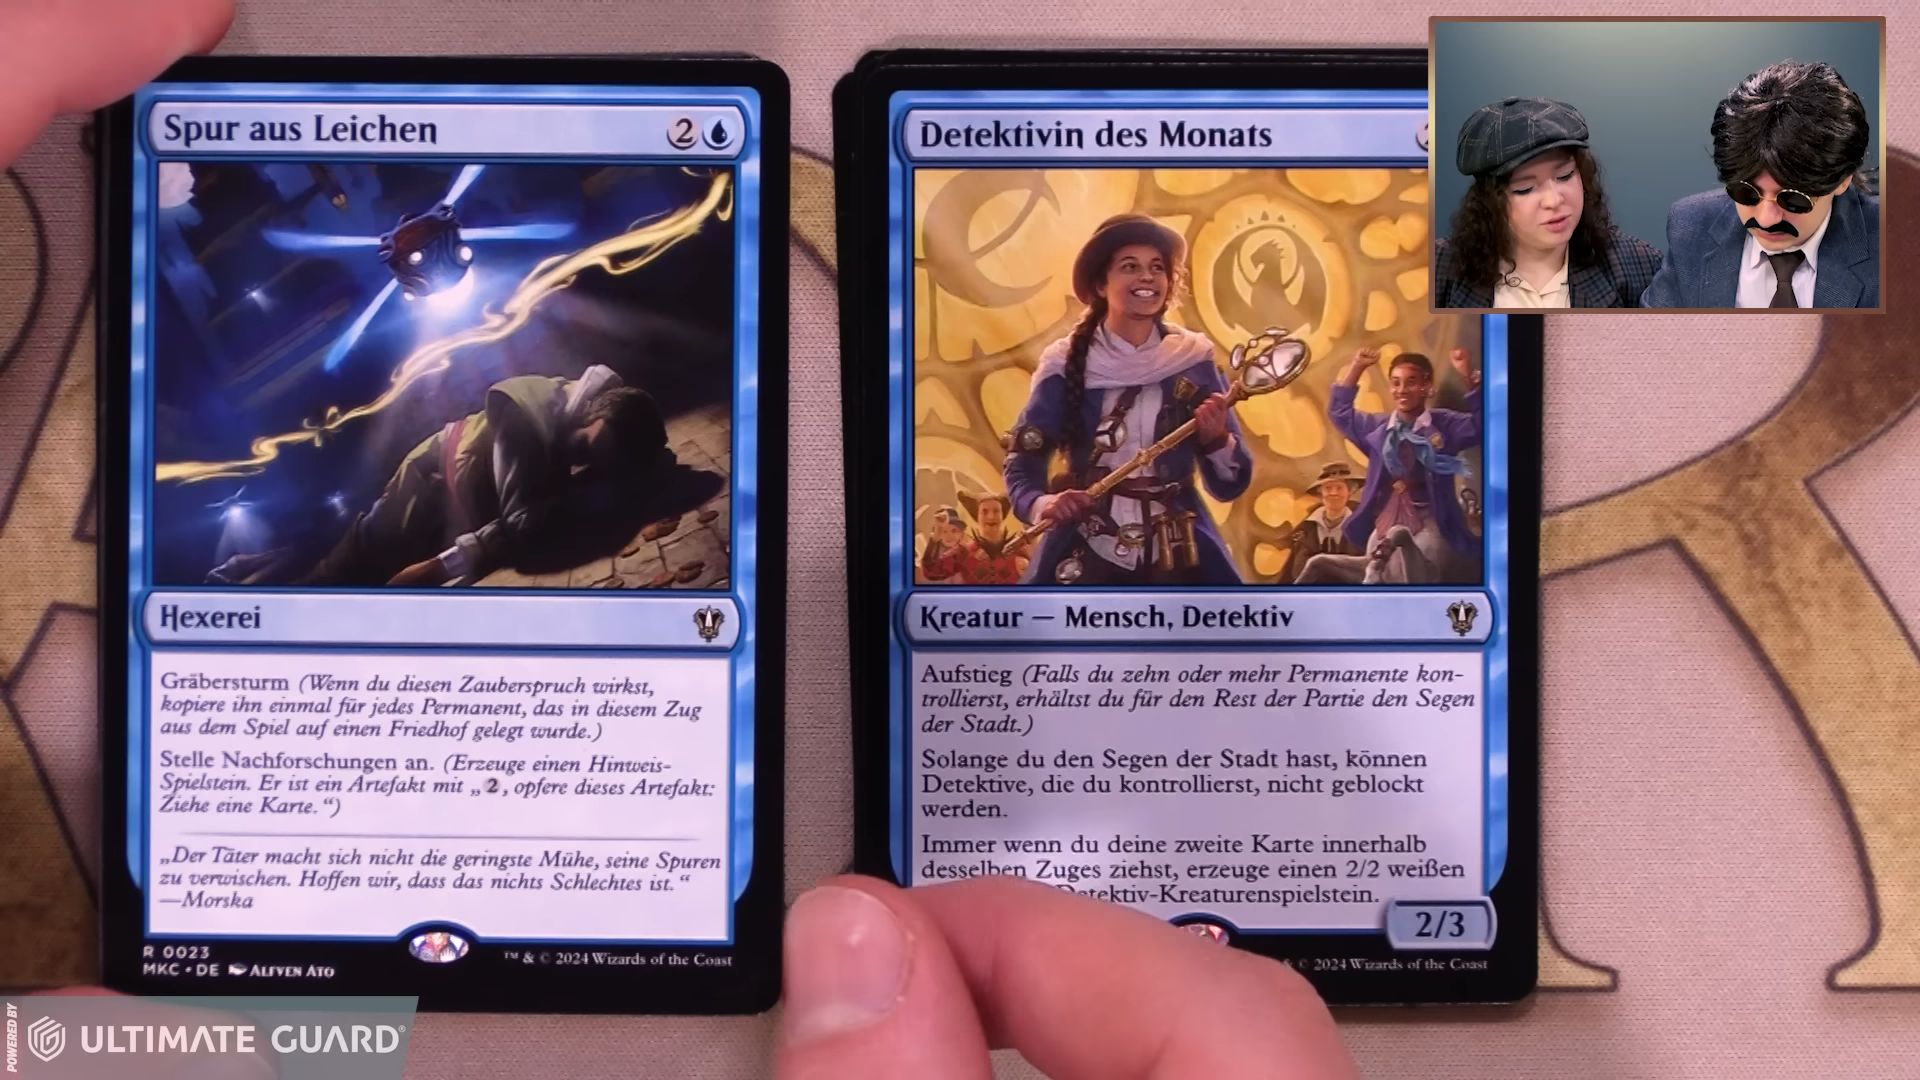 Spur aus Leichen
2
Hexerei
Gräbersturm (Wenn du diesen Zauberspruch wirkst,
kopiere ihn einmal für jedes Permanent, das in diesem Zug
aus dem Spiel auf einen Friedhof gelegt wurde.)
Stelle Nachforschungen an. (Erzeuge einen Hinweis-
Spielstein. Er ist ein Artefakt mit „2, opfere dieses Artefakt:
Ziehe eine Karte.“)
„Der Täter macht sich nicht die geringste Mühe, seine Spuren
zu verwischen. Hoffen wir, dass das nichts Schlechtes ist.“
—Morska
R 0023
MKC • DE Alfven Ato
™ & © 2024 Wizards of the Coast
Detektivin des Monats
Kreatur — Mensch, Detektiv
Aufstieg (Falls du zehn oder mehr Permanente kon-
trollierst, erhältst du für den Rest der Partie den Segen
der Stadt.)
Solange du den Segen der Stadt hast, können
Detektive, die du kontrollierst, nicht geblockt
werden.
Immer wenn du deine zweite Karte innerhalb
desselben Zuges ziehst, erzeuge einen 2/2 weißen
Detektiv-Kreaturenspielstein.
2/3
& © 2024 Wizards of the Coast
POWERED BY
ULTIMATE GUARD®